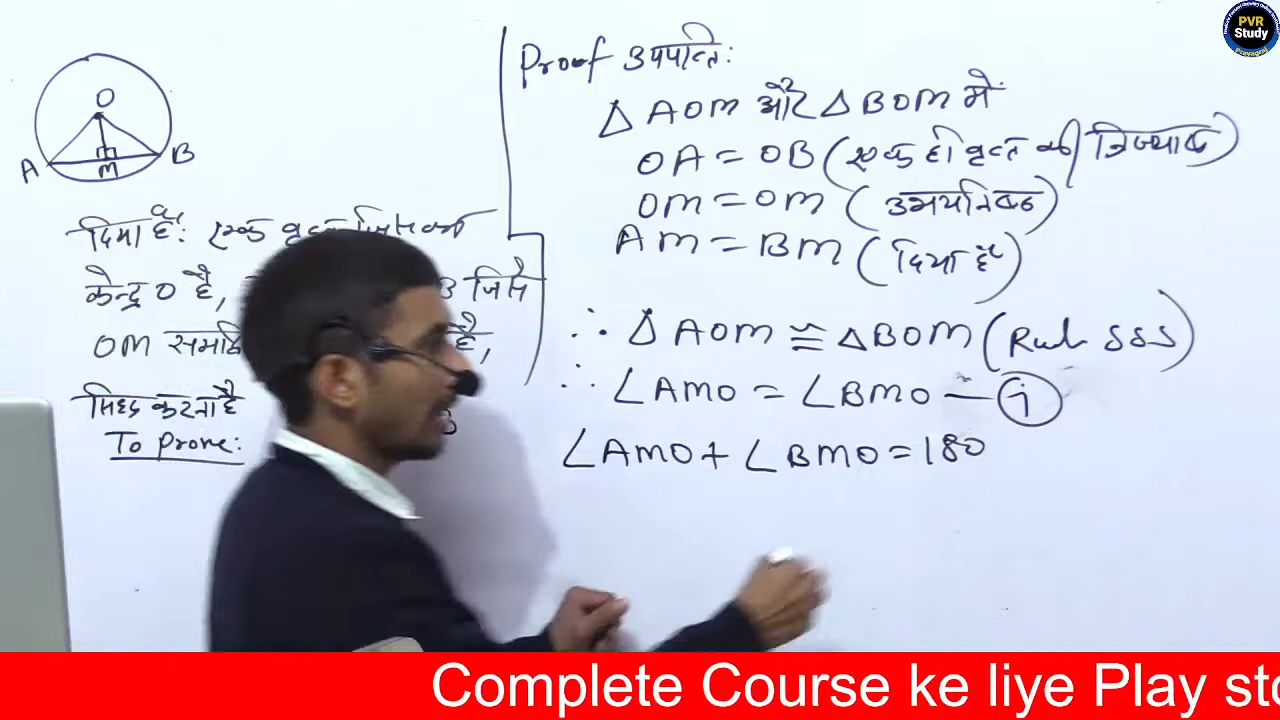 O
A
B
M
दिया है: एक वृत्त जिसका
केन्द्र O है, B जिसे
OM समद्वि है,
सिद्ध करना है
To prove:
Proof उपपत्ति:
△ AOM और △ BOM में
OA = OB (एक ही वृत्त की त्रिज्याएं)
OM = OM (उभयनिष्ठ)
AM = BM (दिया है)
∴ △ AOM ≅ △BOM (Rule SSS)
∴ ∠AMO = ∠BMO — (i)
∠AMO + ∠BMO = 180
PVR
Study
Prayagraj
Complete Course ke liye Play sto